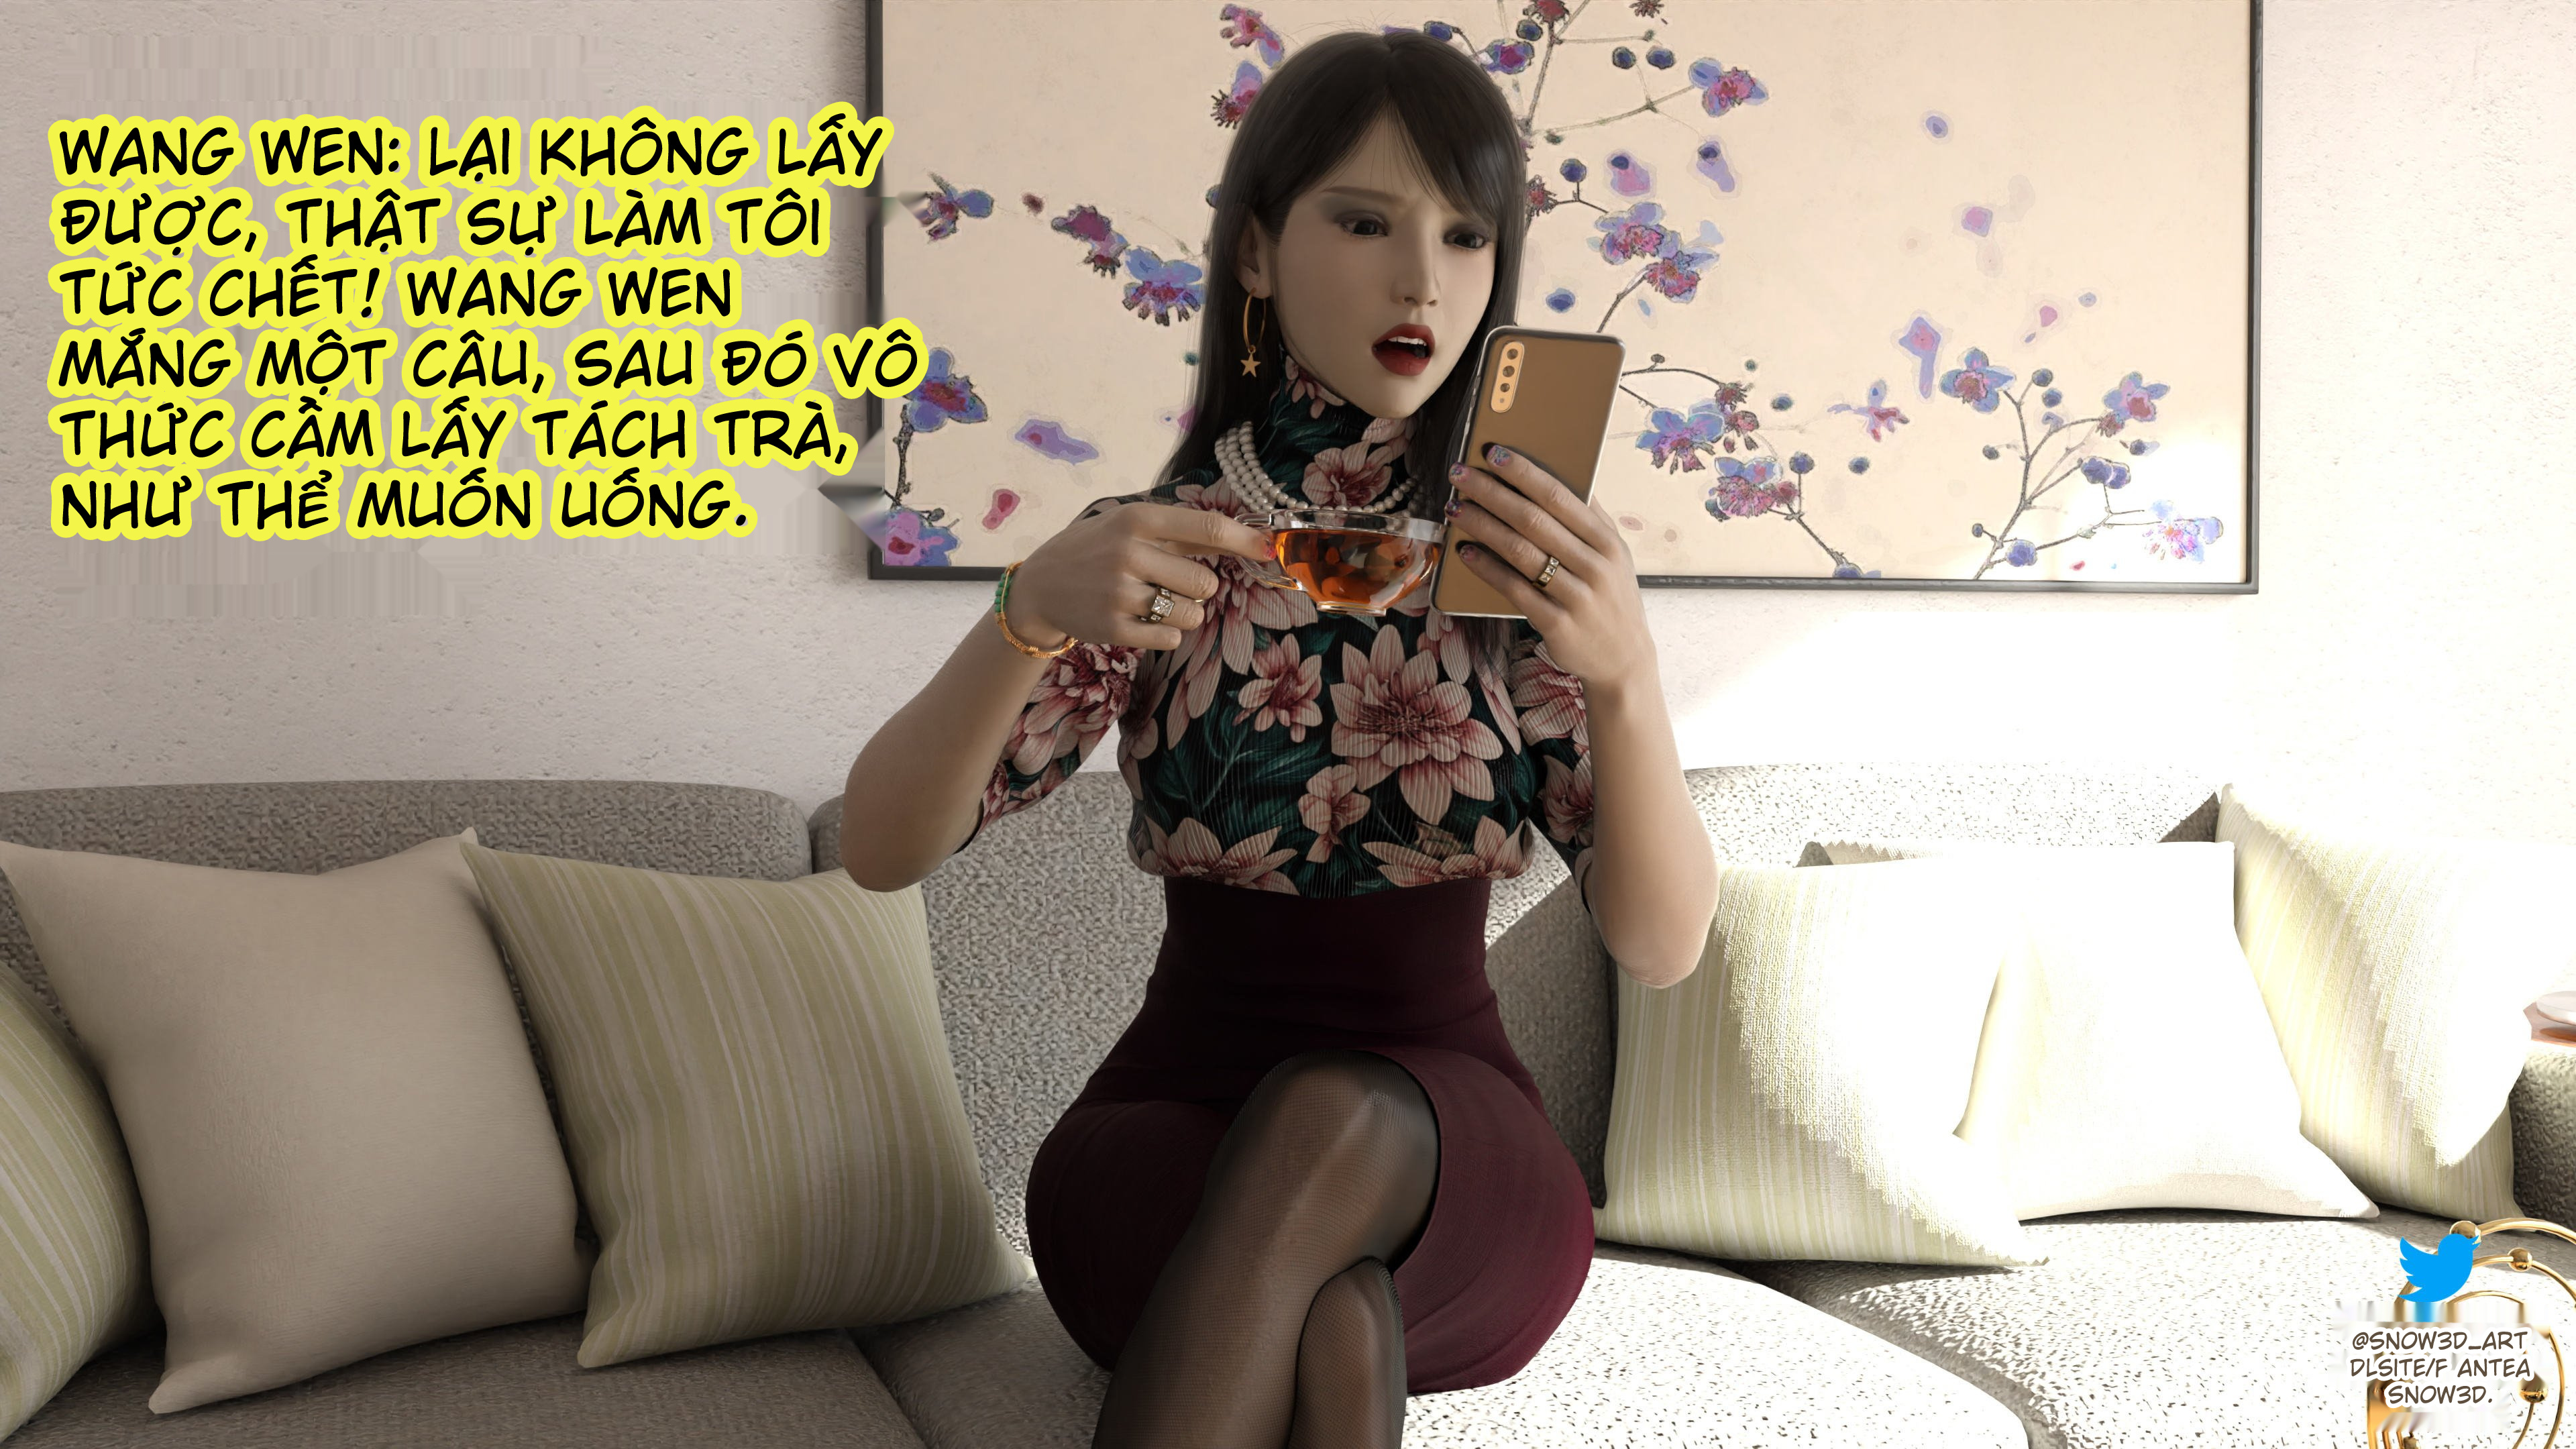 WANG WEN: LẠI KHÔNG LẤY
ĐƯỢC, THẬT SỰ LÀM TÔI
TỨC CHẾT! WANG WEN
MẮNG MỘT CÂU, SAU ĐÓ VÔ
THỨC CẦM LẤY TÁCH TRÀ,
NHƯ THỂ MUỐN UỐNG.
@SNOW3D_ART
DLSITE/F ANTEA
SNOW3D.